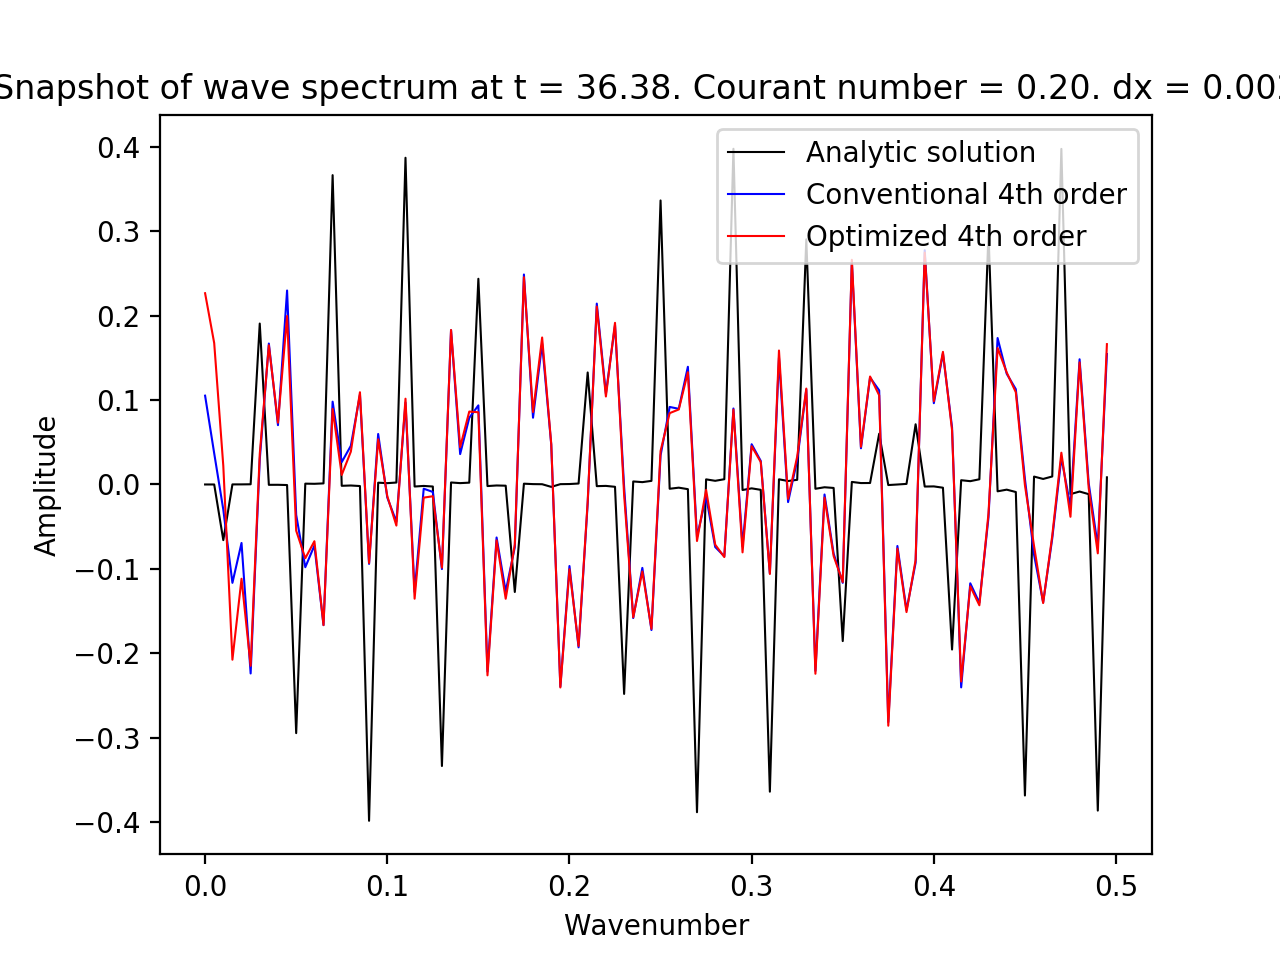 Snapshot of wave spectrum at t = 36.38. Courant number = 0.20. dx =
Analytic solution
Conventional 4th order
Optimized 4th order
0.4
0.3
0.2
0.1
0.0
−0.1
−0.2
−0.3
−0.4
Amplitude
0.0 0.1 0.2 0.3 0.4 0.5
Wavenumber